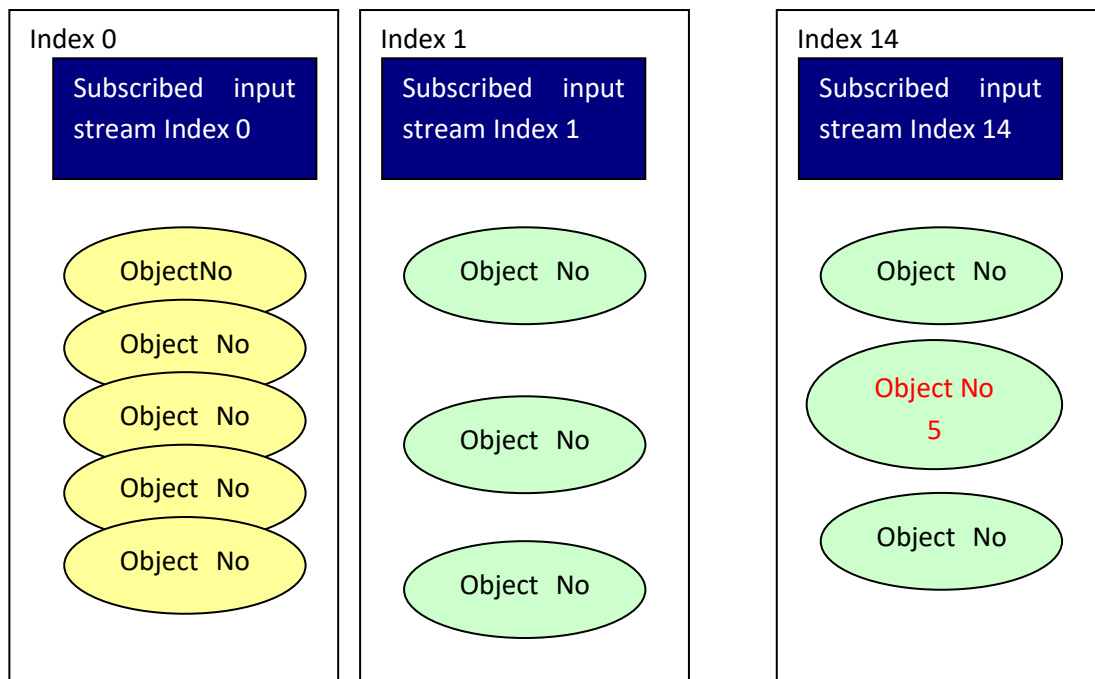 Index 0
Subscribed input
stream Index 0
ObjectNo
Object No
Object No
Object No
Object No
Index 1
Subscribed input
stream Index 1
Object No
Object No
Object No
Index 14
Subscribed input
stream Index 14
Object No
Object No
5
Object No